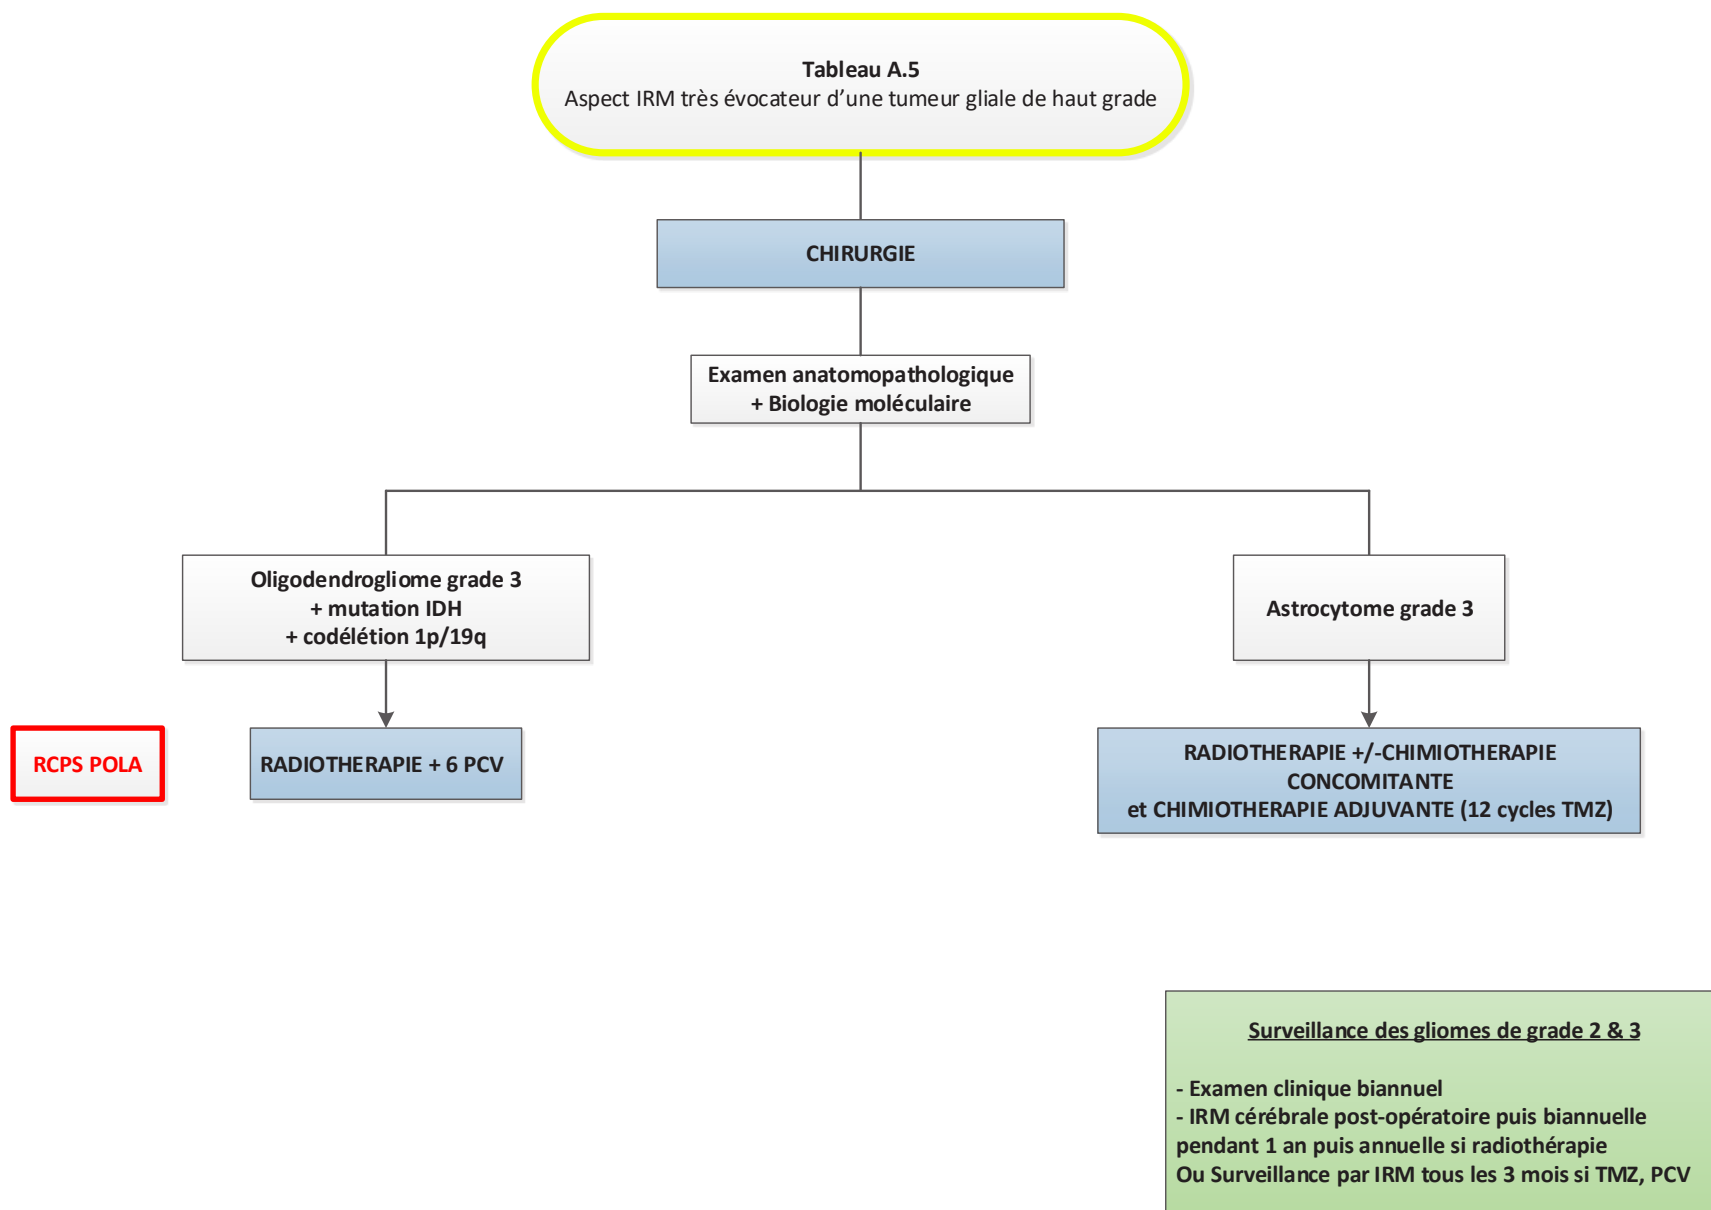 Tableau A.5
Aspect IRM très évocateur d’une tumeur gliale de haut grade
CHIRURGIE
Examen anatomopathologique
+ Biologie moléculaire
Oligodendrogliome grade 3
+ mutation IDH
+ codélétion 1p/19q
Astrocytome grade 3
RCPS POLA
RADIOTHERAPIE + 6 PCV
RADIOTHERAPIE +/-CHIMIOTHERAPIE
CONCOMITANTE
et CHIMIOTHERAPIE ADJUVANTE (12 cycles TMZ)
Surveillance des gliomes de grade 2 & 3
- Examen clinique biannuel
- IRM cérébrale post-opératoire puis biannuelle
pendant 1 an puis annuelle si radiothérapie
Ou Surveillance par IRM tous les 3 mois si TMZ, PCV